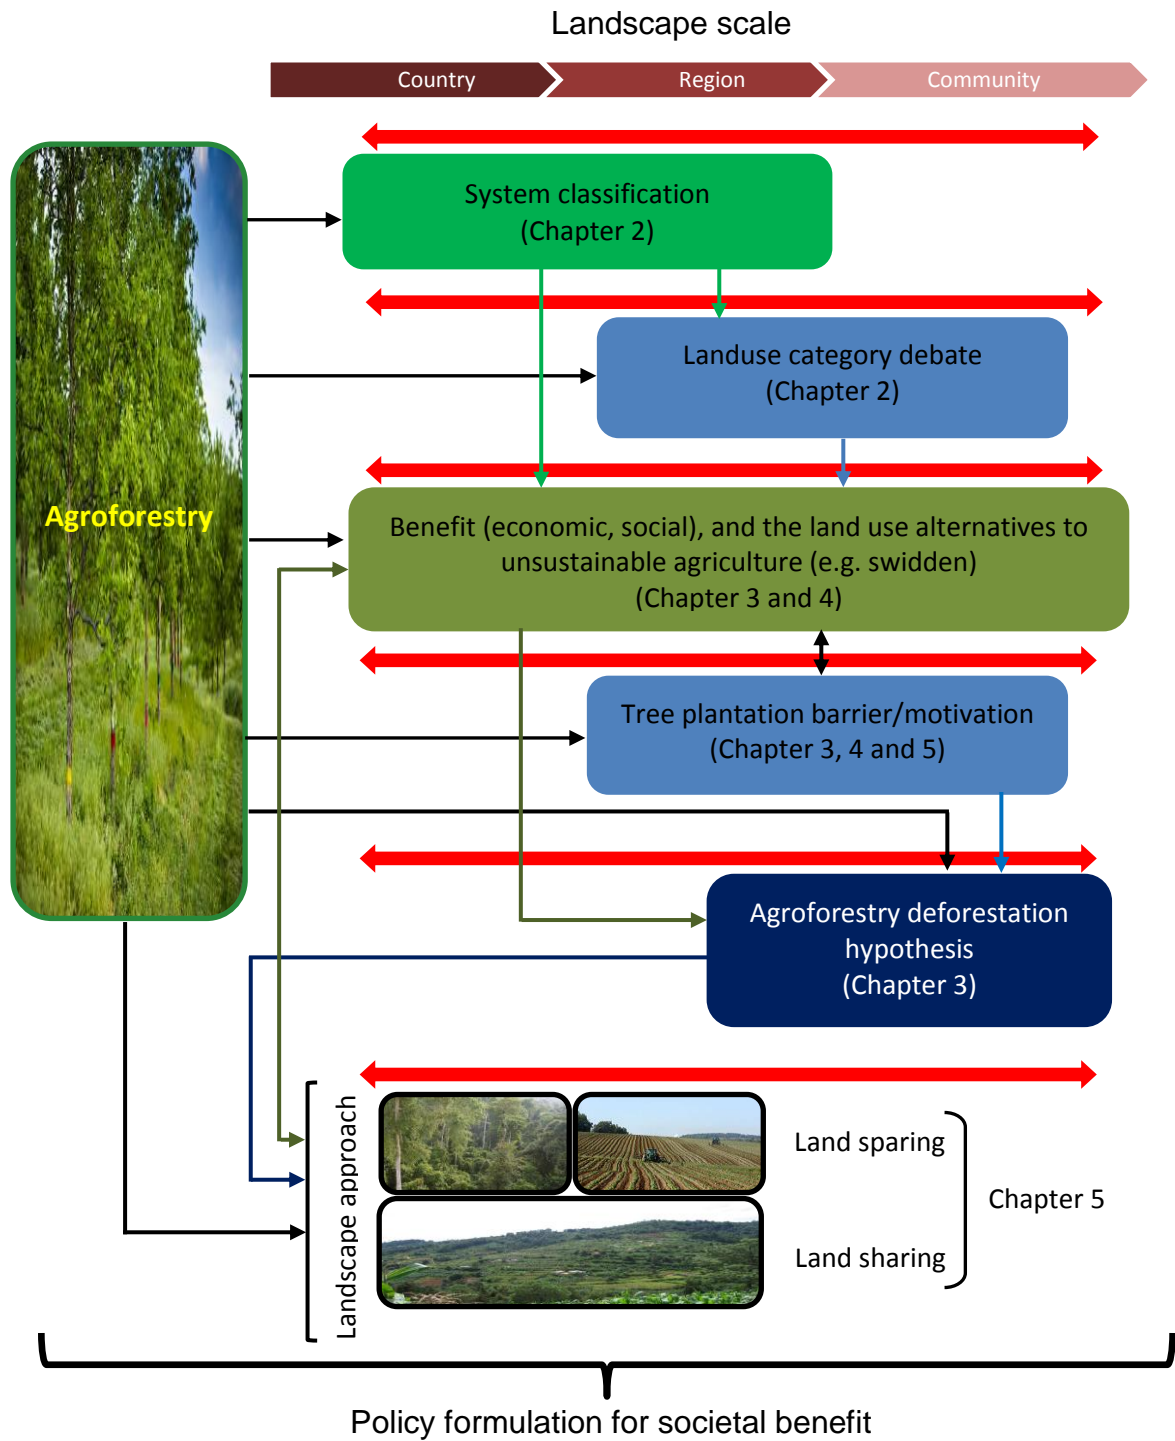 Landscape scale
Country
Region
Community
System classification
(Chapter 2)
Landuse category debate
(Chapter 2)
Agroforestry
Benefit (economic, social), and the land use alternatives to
unsustainable agriculture (e.g. swidden)
(Chapter 3 and 4)
Tree plantation barrier/motivation
(Chapter 3, 4 and 5)
Agroforestry deforestation
hypothesis
(Chapter 3)
Landscape approach
Land sparing
Chapter 5
Land sharing
Policy formulation for societal benefit